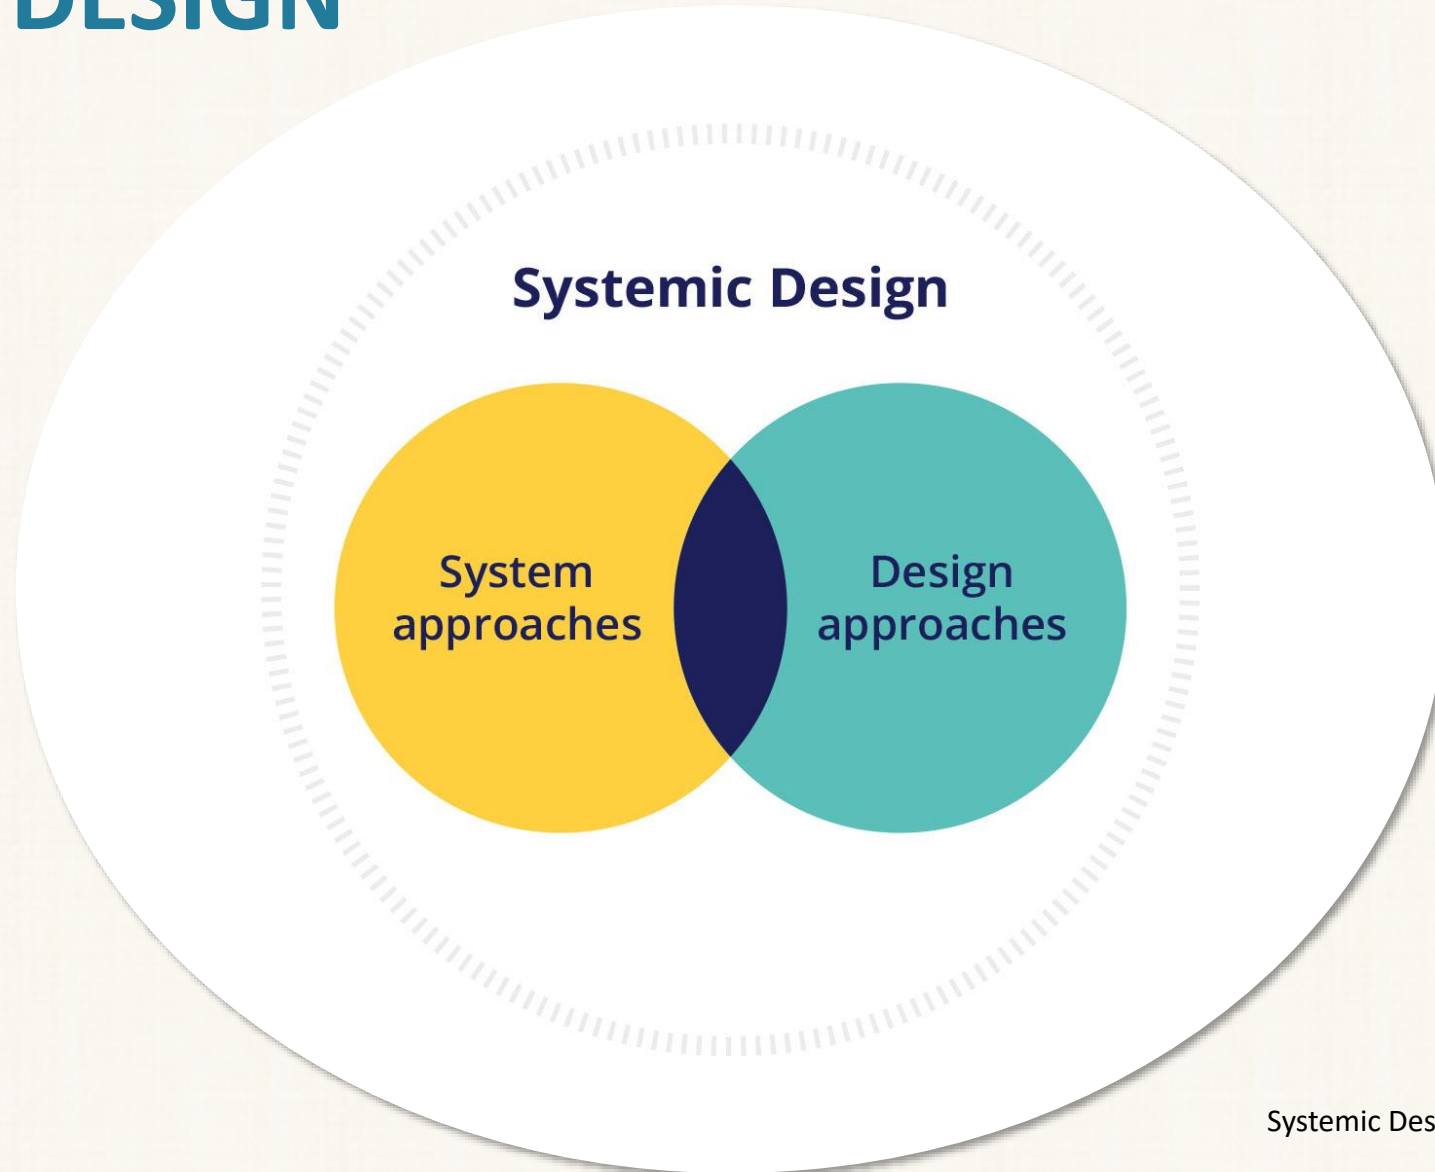 DESIGN
Systemic Design
System
approaches
Design
approaches
Systemic Des